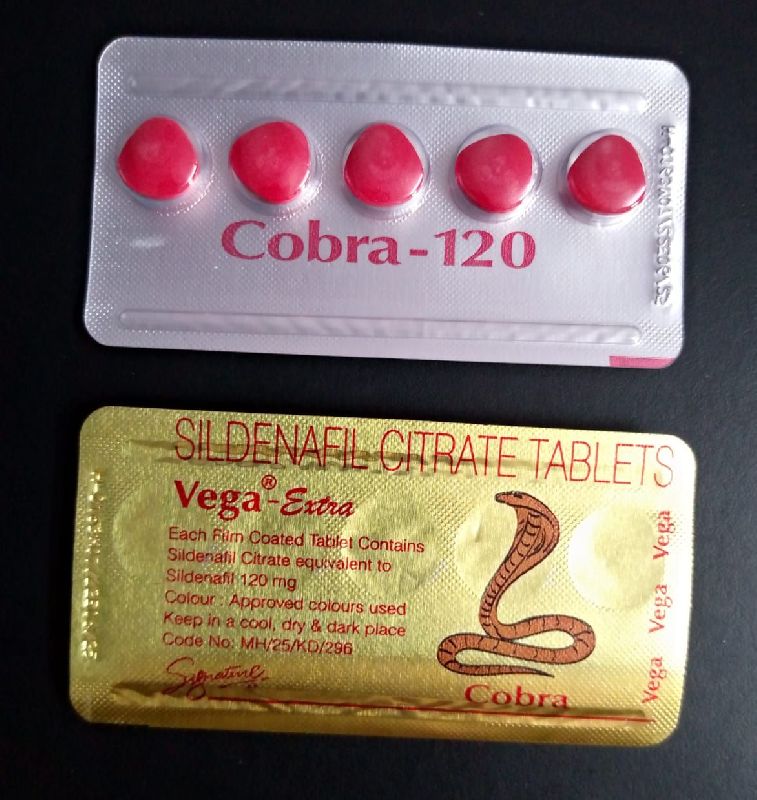 Cobra-120
SILDENAFIL CITRATE TABLETS
Vega®-Extra
Each Film Coated Tablet Contains
Sildenafil Citrate equivalent to
Sildenafil 120 mg
Colour : Approved colours used
Keep in a cool, dry & dark place
Code No: MH/25/KD/296
Signature
Cobra
Vega Vega Vega